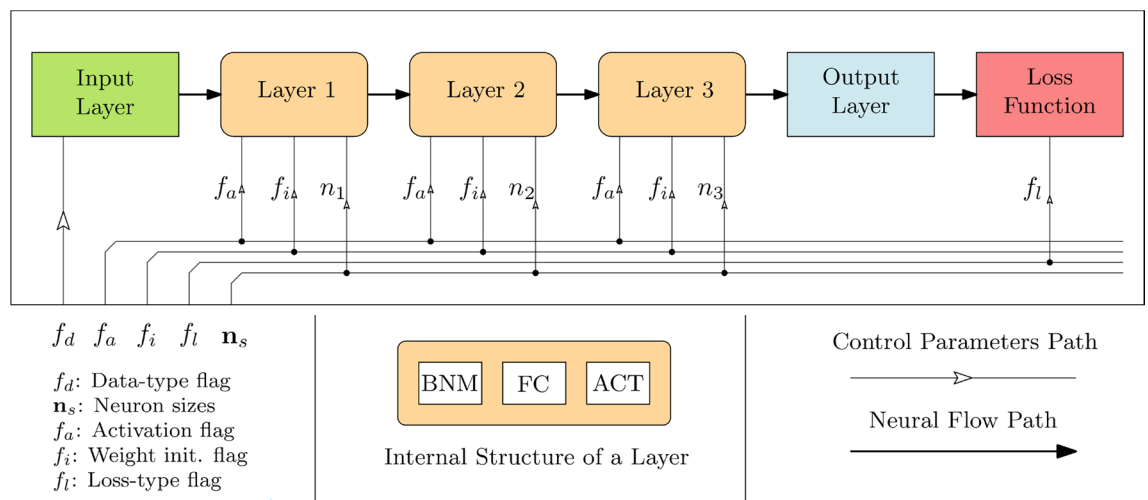 Input
Layer
Layer 1
Layer 2
Layer 3
Output
Layer
Loss
Function
f_a f_i n_1 f_a f_i n_2 f_a f_i n_3 f_l
f_d f_a f_i f_l n_s
f_d: Data-type flag
n_s: Neuron sizes
f_a: Activation flag
f_i: Weight init. flag
f_l: Loss-type flag
BNM FC ACT
Internal Structure of a Layer
Control Parameters Path
Neural Flow Path